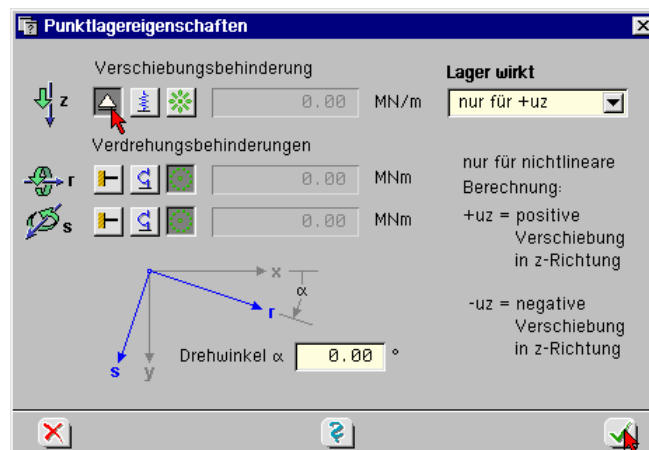 Punktlagereigenschaften
Verschiebungsbehinderung
z
0.00 MN/m
Lager wirkt
nur für +uz
Verdrehungsbehinderungen
r
0.00 MNm
s
0.00 MNm
nur für nichtlineare
Berechnung:
+uz = positive
Verschiebung
in z-Richtung
-uz = negative
Verschiebung
in z-Richtung
x
α
r
s
y
Drehwinkel α 0.00 °